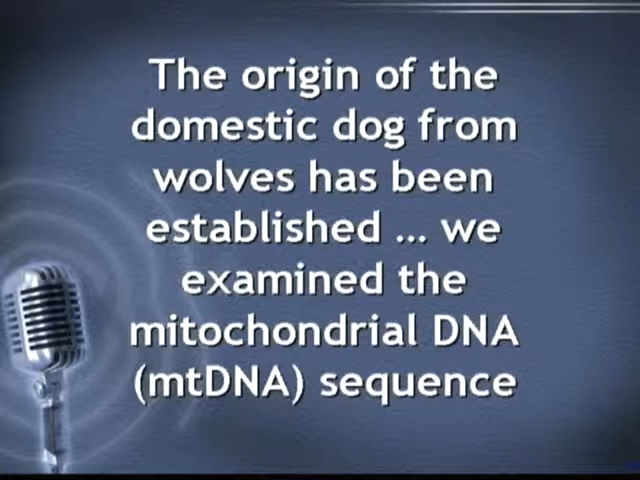 The origin of the
domestic dog from
wolves has been
established ... we
examined the
mitochondrial DNA
(mtDNA) sequence